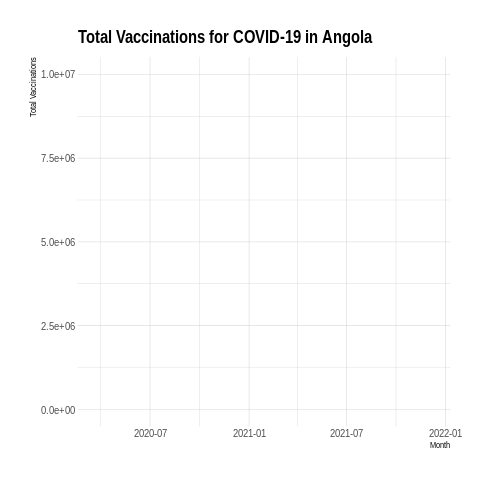 Total Vaccinations for COVID-19 in Angola
Total Vaccinations
1.0e+07
7.5e+06
5.0e+06
2.5e+06
0.0e+00
2020-07 2021-01 2021-07 2022-01
Month